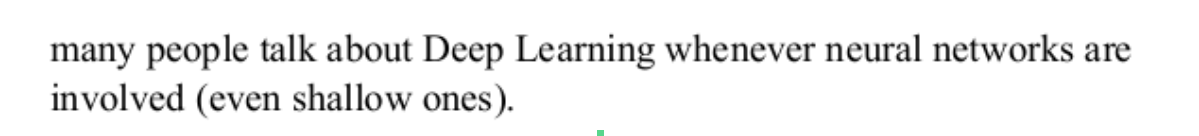 many people talk about Deep Learning whenever neural networks are
involved (even shallow ones).